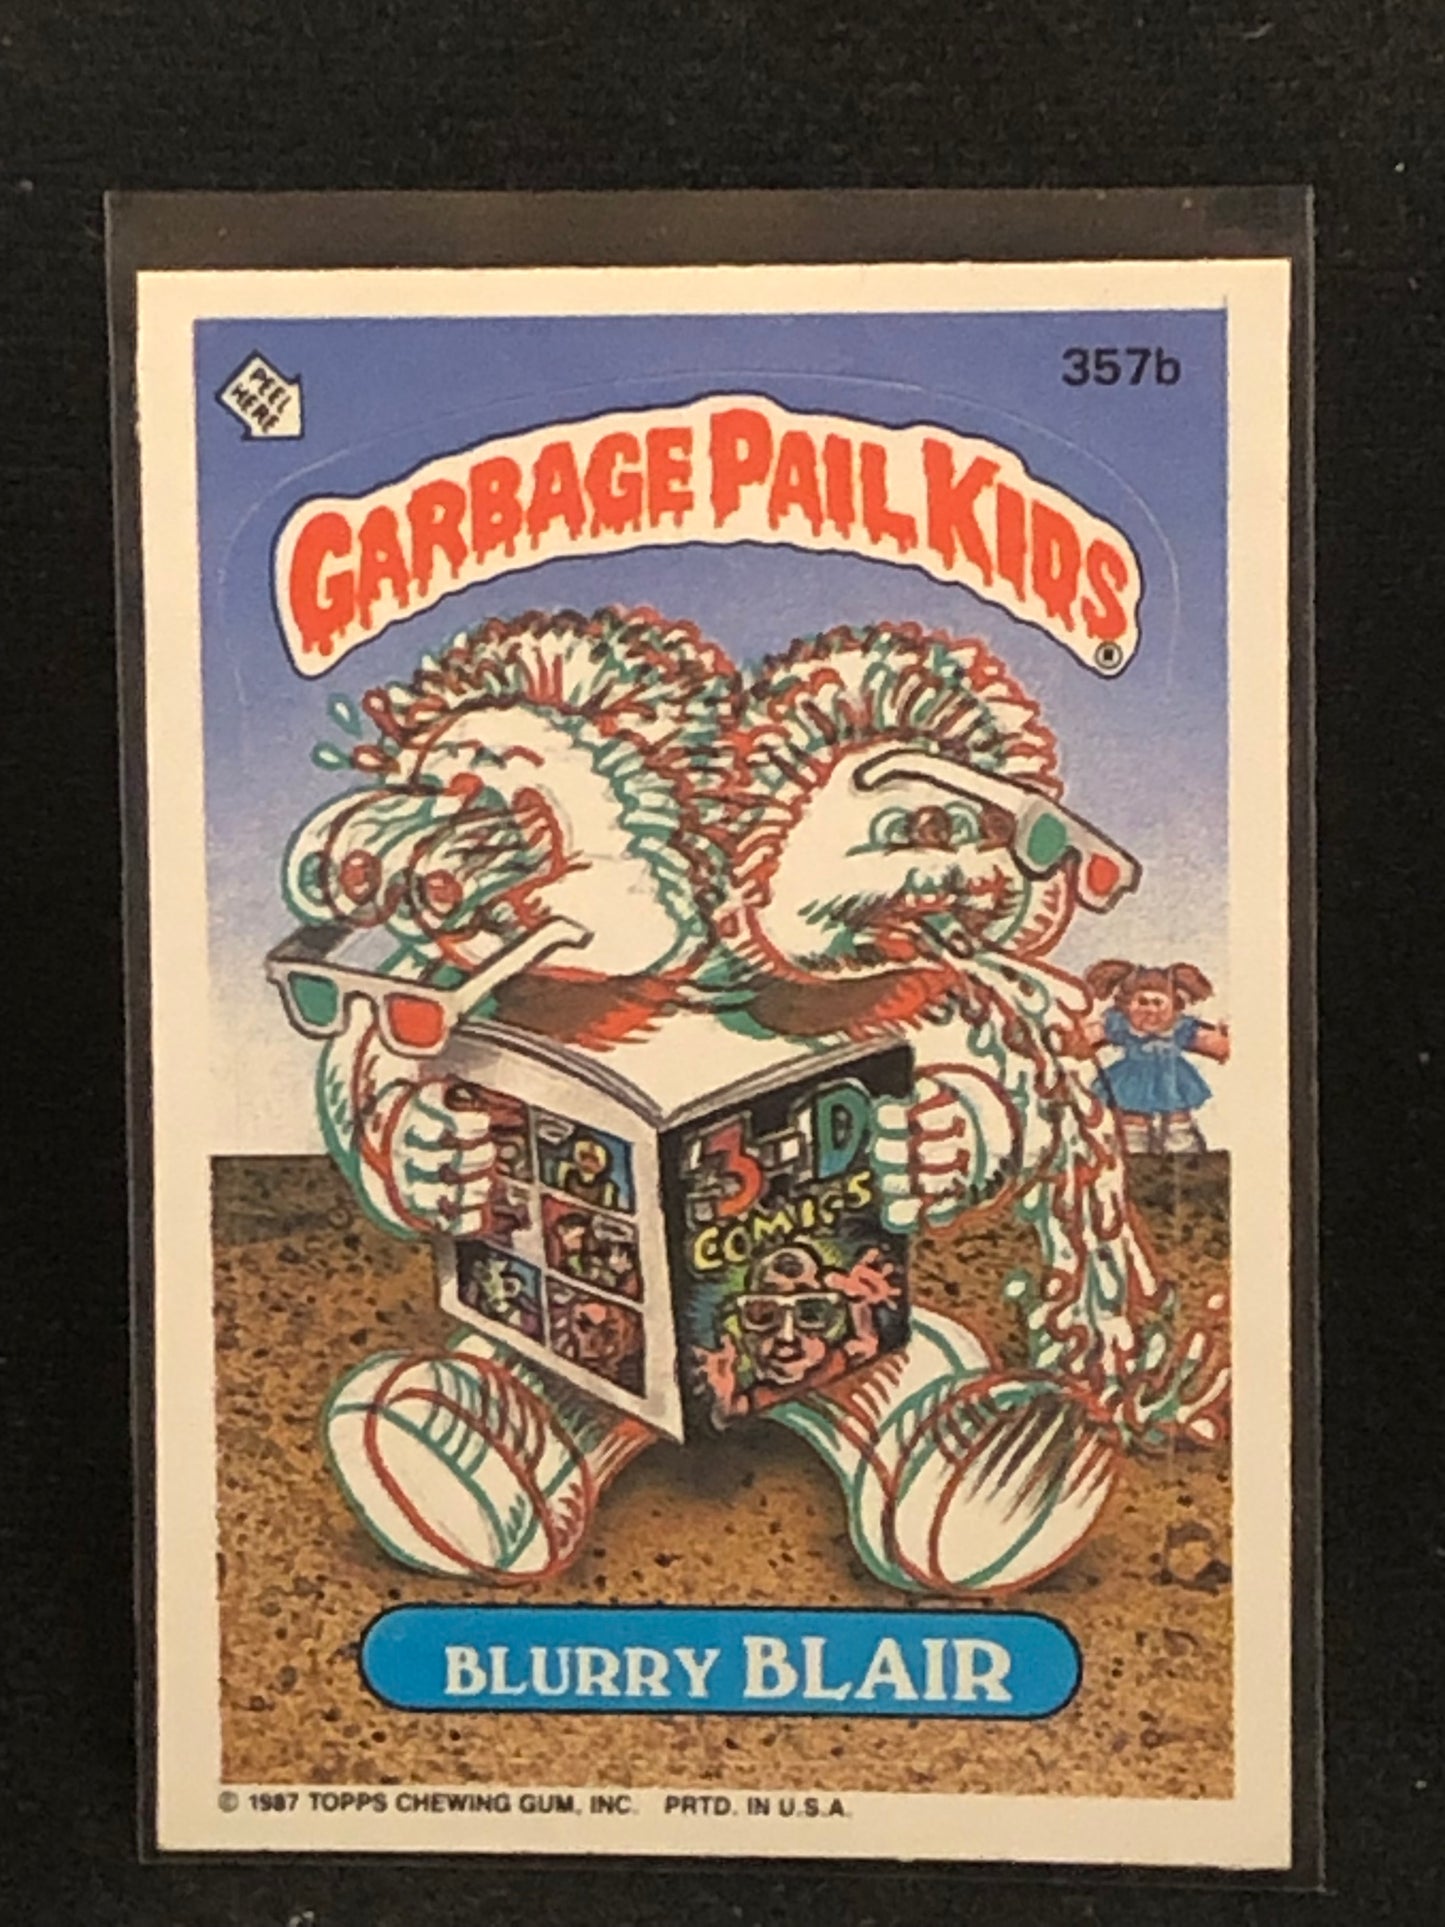 PEEL
HERE
357b
GARBAGE PAIL KIDS
®
3-D
COMICS
BLURRY BLAIR
© 1987 TOPPS CHEWING GUM, INC. PRTD. IN U.S.A.